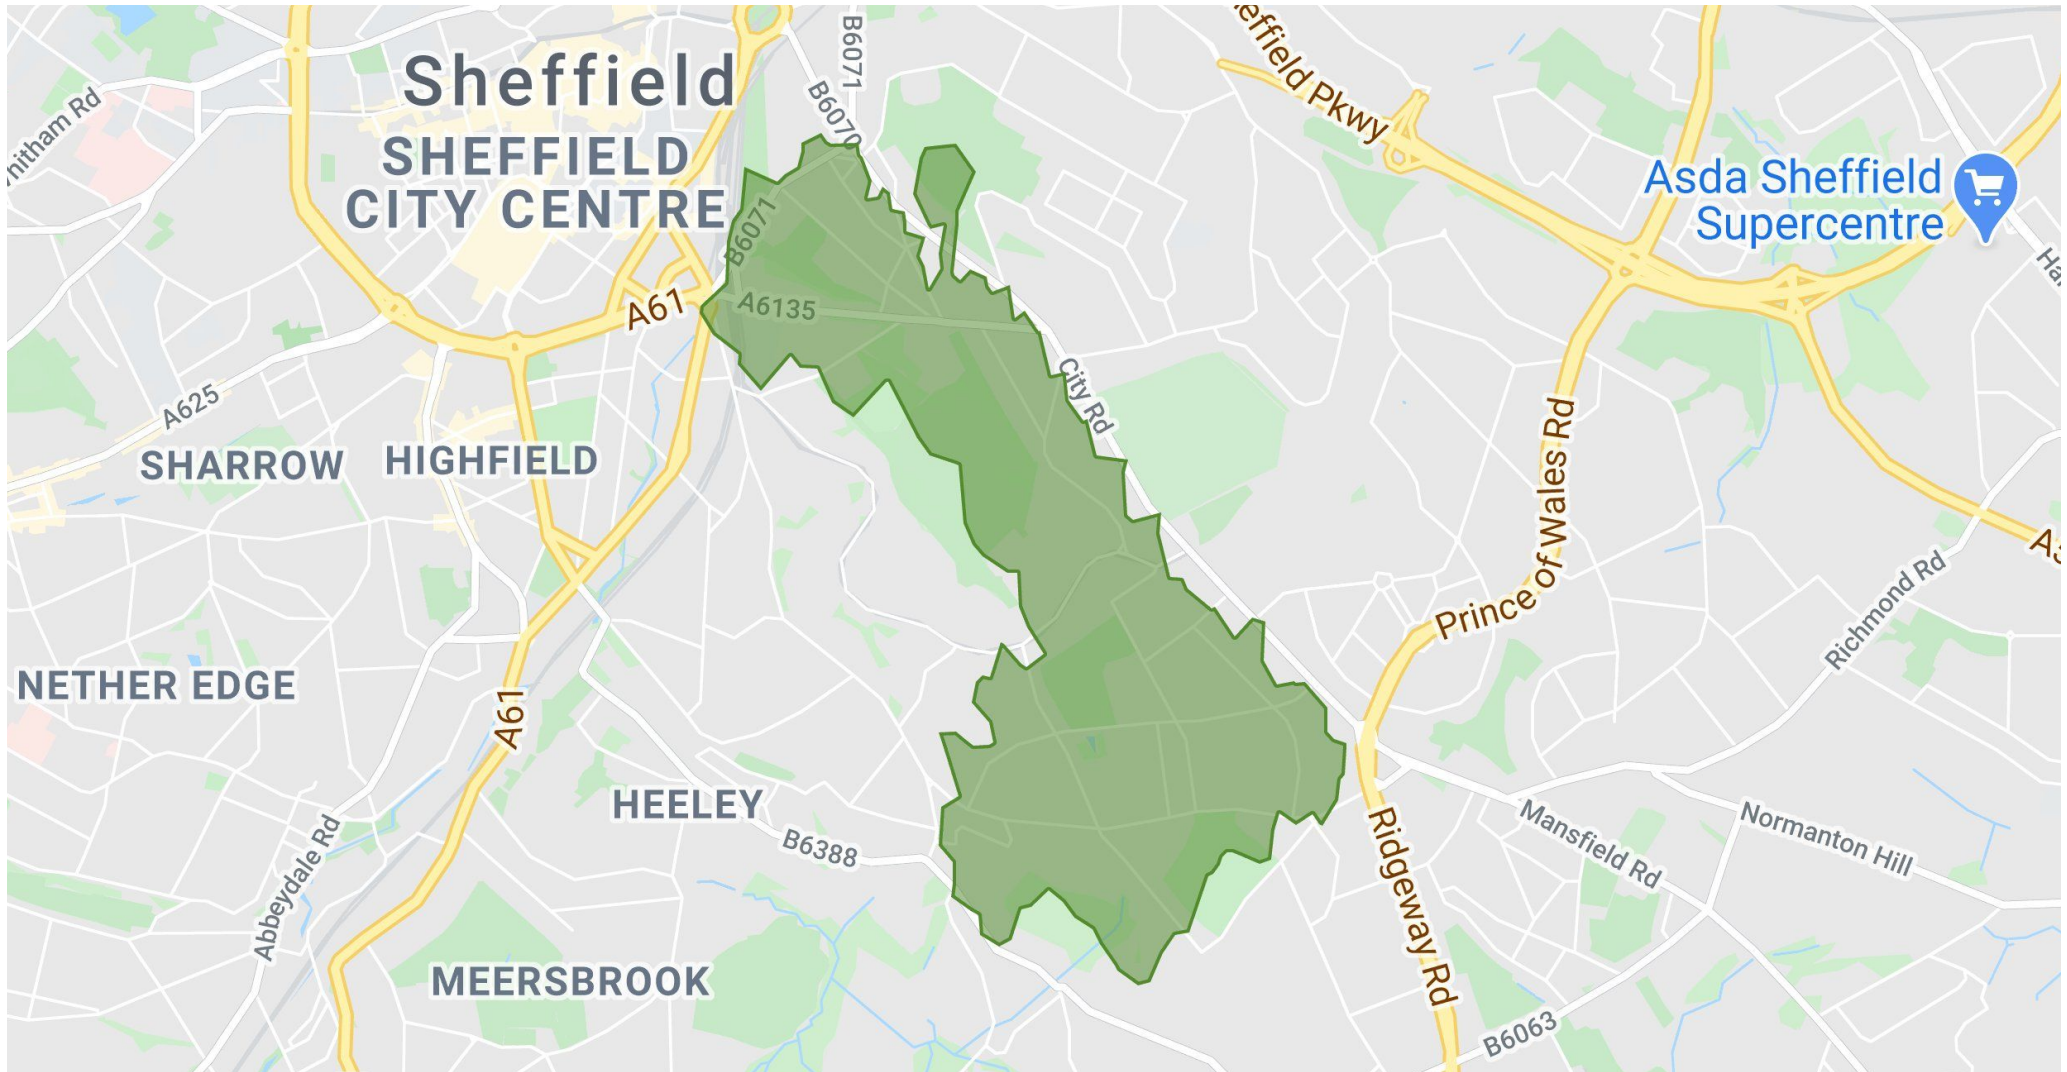 Sheffield
SHEFFIELD
CITY CENTRE
B6071
B6070
effield Pkwy
Asda Sheffield
Supercentre
B6071
A6135
A61
City Rd
A625
SHARROW
HIGHFIELD
Prince of Wales Rd
Richmond Rd
NETHER EDGE
A61
HEELEY
B6388
Abbeydale Rd
Mansfield Rd
Normanton Hill
Ridgeway Rd
MEERSBROOK
B6063